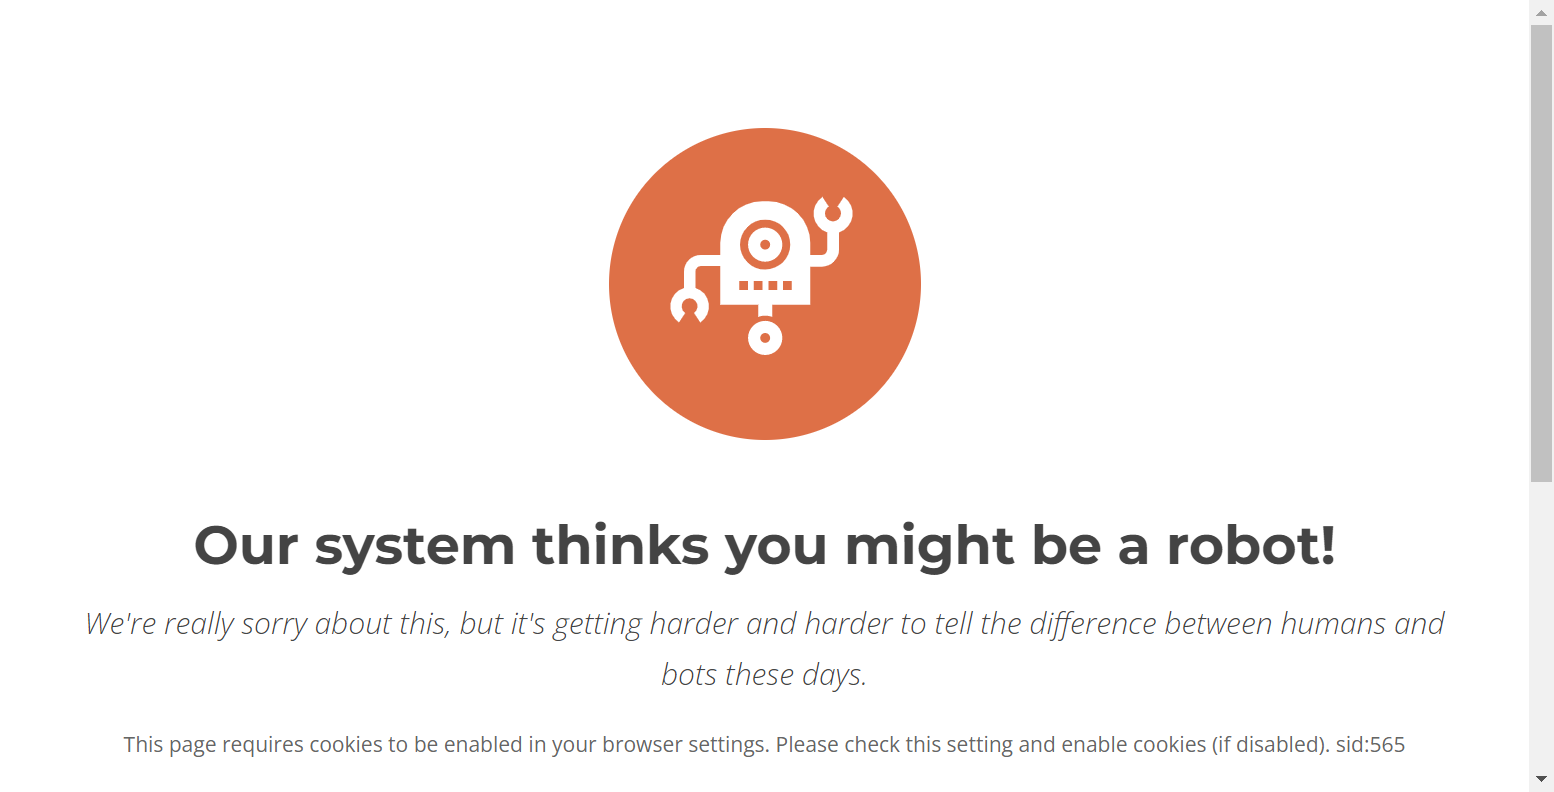 Our system thinks you might be a robot!
We're really sorry about this, but it's getting harder and harder to tell the difference between humans and
bots these days.
This page requires cookies to be enabled in your browser settings. Please check this setting and enable cookies (if disabled). sid:565